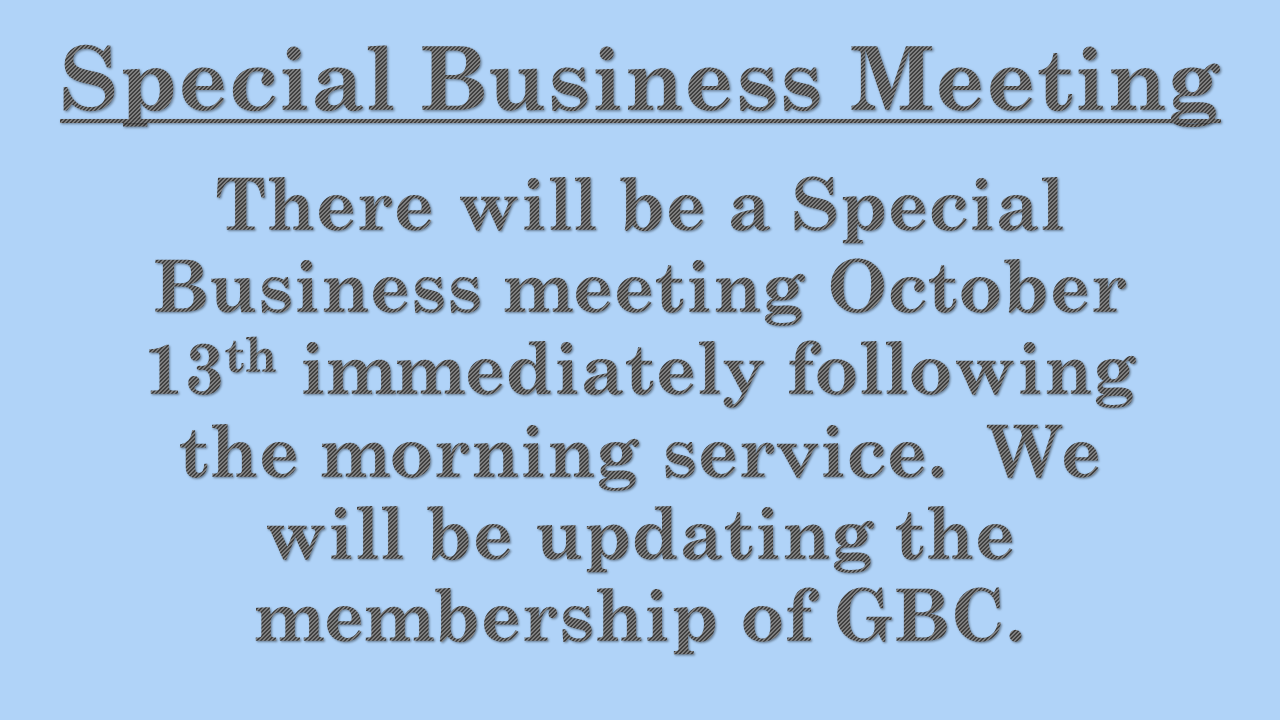 Special Business Meeting
There will be a Special
Business meeting October
13th immediately following
the morning service.  We
will be updating the
membership of GBC.